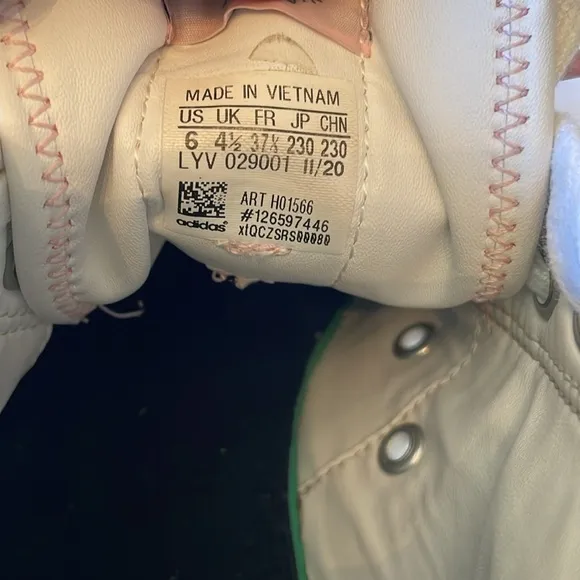 MADE IN VIETNAM
US UK FR JP CHN
6 4½ 37⅓ 230 230
LYV 029001 11/20
ART H01566
#126597446
adidas
xtQCZSRS00080